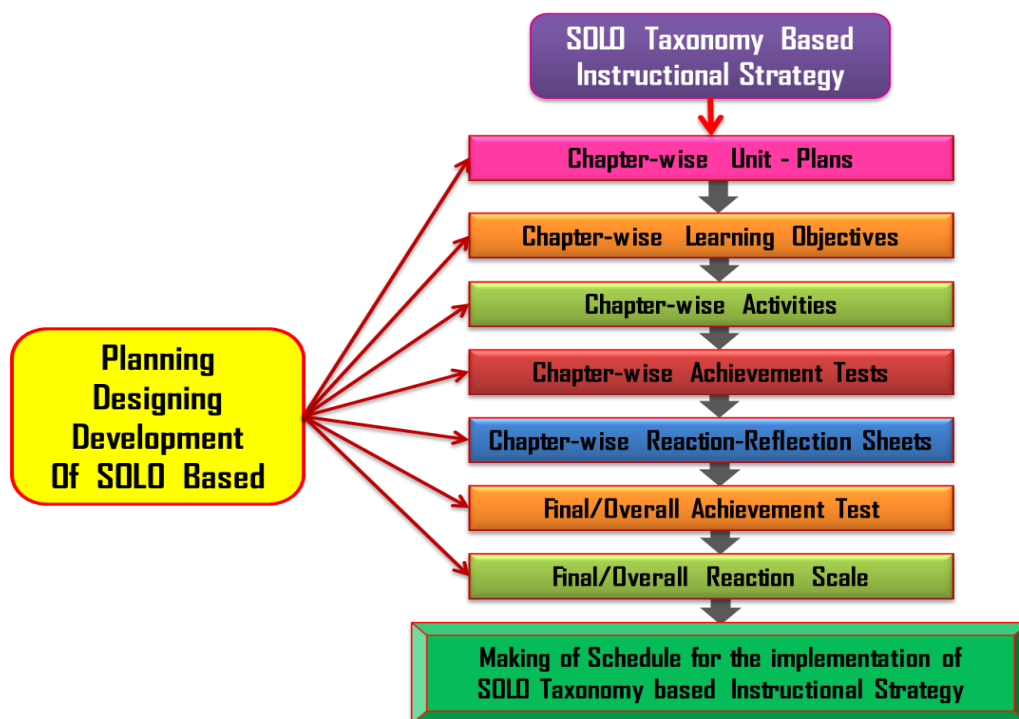 SOLO Taxonomy Based
Instructional Strategy
Chapter-wise Unit - Plans
Chapter-wise Learning Objectives
Chapter-wise Activities
Planning
Designing
Development
Of SOLO Based
Chapter-wise Achievement Tests
Chapter-wise Reaction-Reflection Sheets
Final/Overall Achievement Test
Final/Overall Reaction Scale
Making of Schedule for the implementation of
SOLO Taxonomy based Instructional Strategy